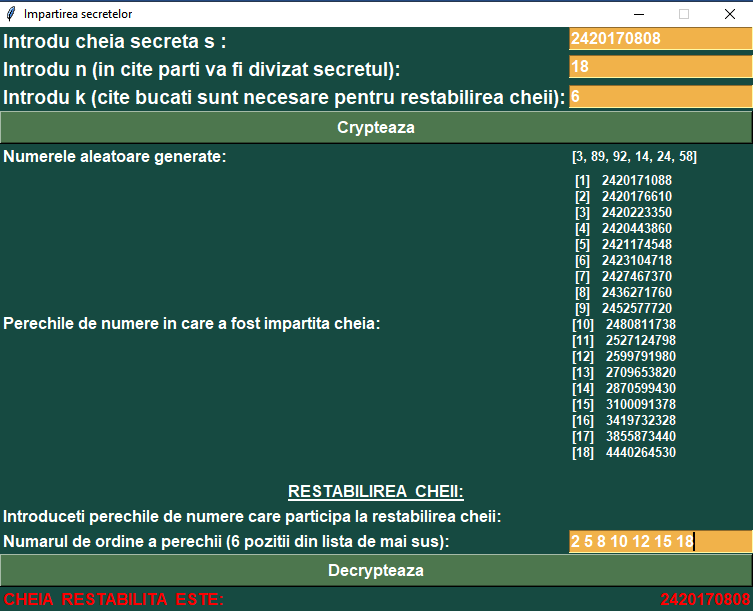 Impartirea secretelor
Introdu cheia secreta s : 2420170808
Introdu n (in cite parti va fi divizat secretul): 18
Introdu k (cite bucati sunt necesare pentru restabilirea cheii): 6
Crypteaza
Numerele aleatoare generate: [3, 89, 92, 14, 24, 58]
[1] 2420171088
[2] 2420176610
[3] 2420223350
[4] 2420443860
[5] 2421174548
[6] 2423104718
[7] 2427467370
[8] 2436271760
[9] 2452577720
Perechile de numere in care a fost impartita cheia: [10] 2480811738
[11] 2527124798
[12] 2599791980
[13] 2709653820
[14] 2870599430
[15] 3100091378
[16] 3419732328
[17] 3855873440
[18] 4440264530
RESTABILIREA CHEII:
Introduceti perechile de numere care participa la restabilirea cheii:
Numarul de ordine a perechii (6 pozitii din lista de mai sus): 2 5 8 10 12 15 18
Decrypteaza
CHEIA RESTABILITA ESTE: 2420170808